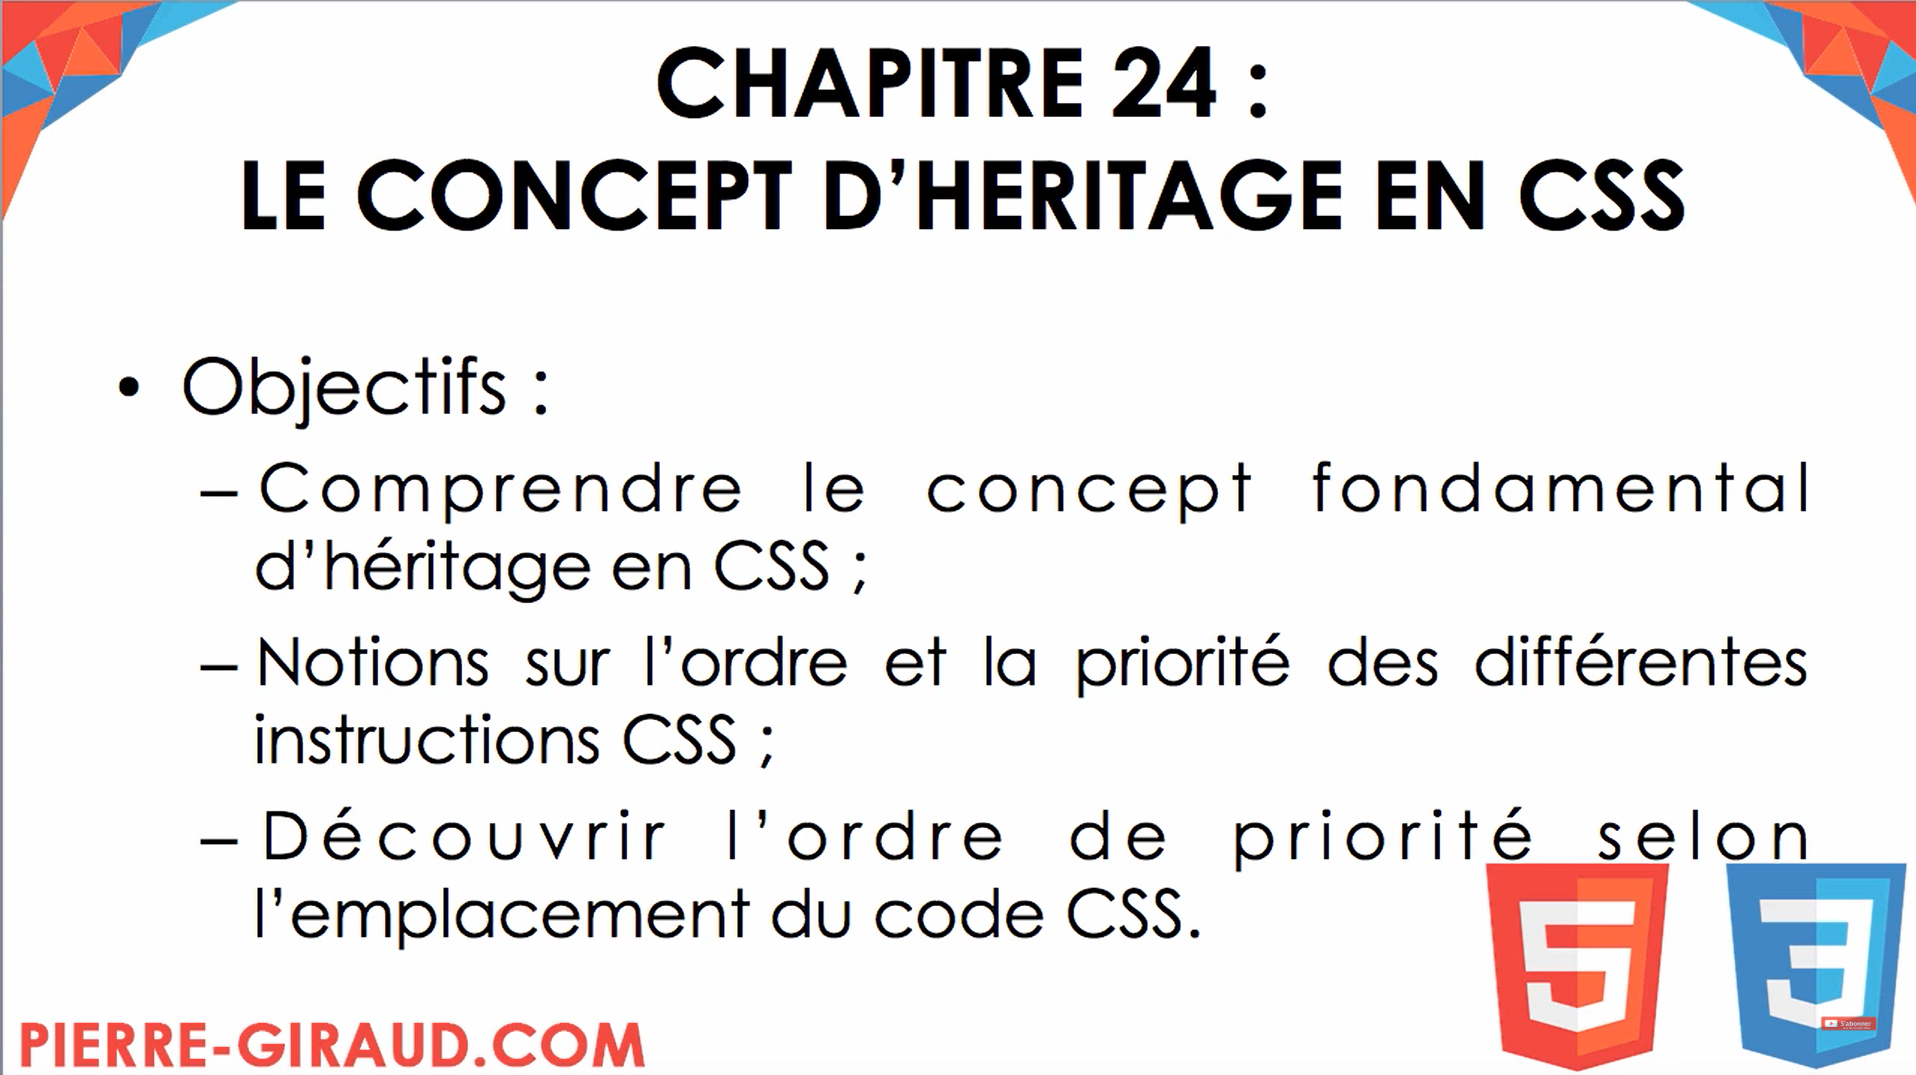 CHAPITRE 24 :
LE CONCEPT D’HERITAGE EN CSS
• Objectifs :
– Comprendre le concept fondamental
d’héritage en CSS ;
– Notions sur l’ordre et la priorité des différentes
instructions CSS ;
– Découvrir l’ordre de priorité selon
l’emplacement du code CSS.
5
3
S'abonner
PIERRE-GIRAUD.COM